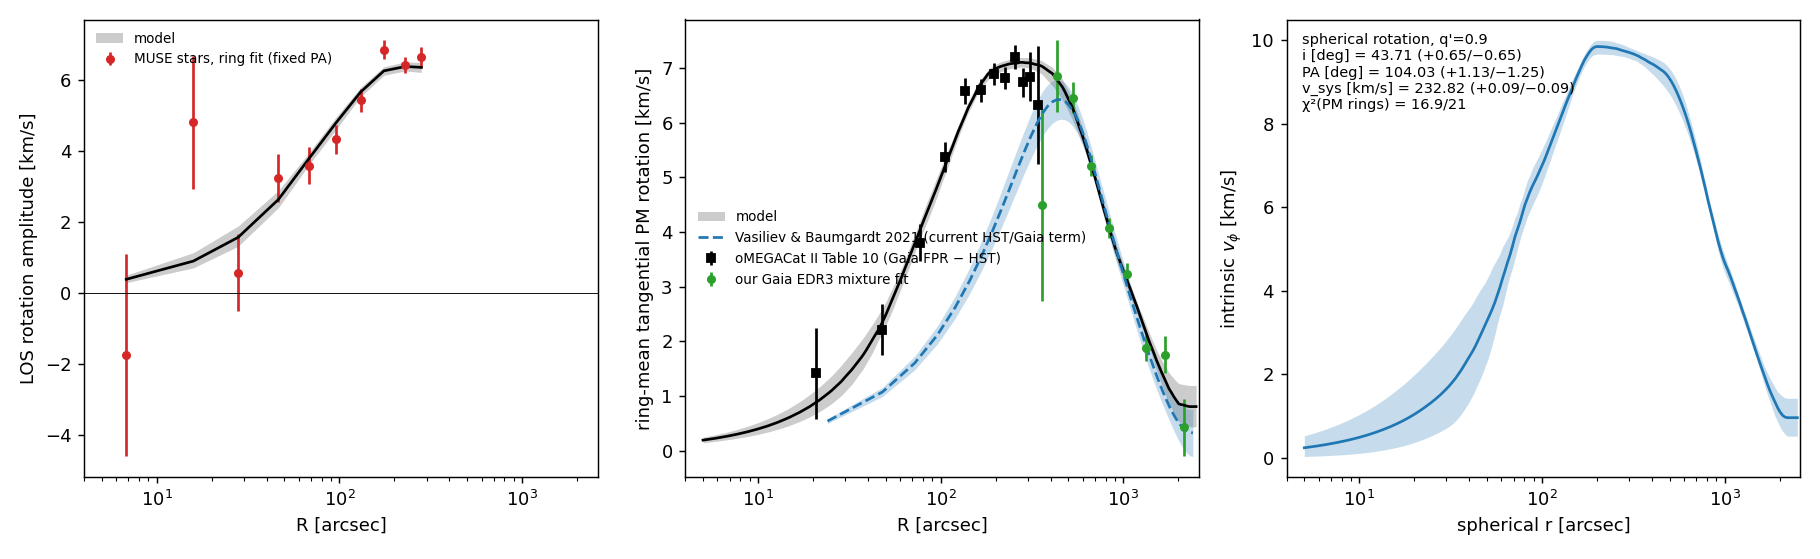 model
MUSE stars, ring fit (fixed PA)
LOS rotation amplitude [km/s]
6
4
2
0
−2
−4
10¹
10²
10³
R [arcsec]
ring-mean tangential PM rotation [km/s]
7
6
5
4
3
2
1
0
model
Vasiliev & Baumgardt 2021 (current HST/Gaia term)
oMEGACat II Table 10 (Gaia FPR − HST)
our Gaia EDR3 mixture fit
10¹
10²
10³
R [arcsec]
intrinsic v_ϕ [km/s]
10
8
6
4
2
0
spherical rotation, q'=0.9
i [deg] = 43.71 (+0.65/−0.65)
PA [deg] = 104.03 (+1.13/−1.25)
v_sys [km/s] = 232.82 (+0.09/−0.09)
χ²(PM rings) = 16.9/21
10¹
10²
10³
spherical r [arcsec]